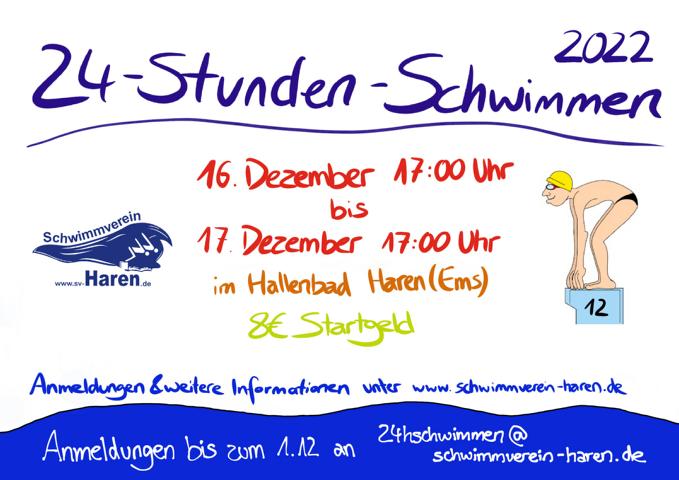 2022
24-Stunden-Schwimmen
16. Dezember 17:00 Uhr
bis
17. Dezember 17:00 Uhr
im Hallenbad Haren (Ems)
8€ Startgeld
Schwimmverein
Haren
www.sv-Haren.de
12
Anmeldungen & weitere Informationen unter www.schwimmveren-haren.de
Anmeldungen bis zum 1.12 an 24hschwimmen@
schwimmverein-haren.de